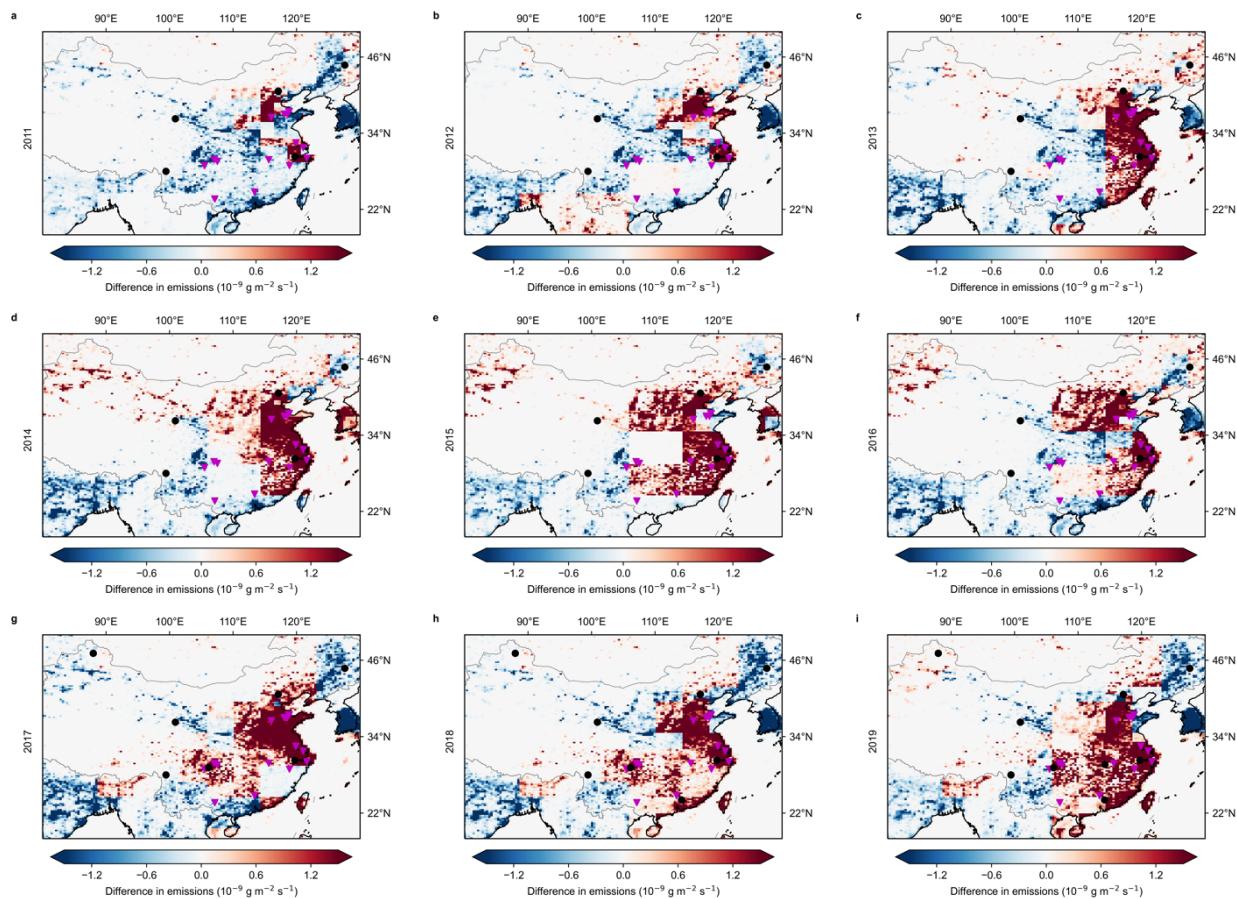 a 90°E 100°E 110°E 120°E b 90°E 100°E 110°E 120°E c 90°E 100°E 110°E 120°E
46°N 46°N 46°N
2011 34°N 2012 34°N 2013 34°N
22°N 22°N 22°N
−1.2 −0.6 0.0 0.6 1.2 −1.2 −0.6 0.0 0.6 1.2 −1.2 −0.6 0.0 0.6 1.2
Difference in emissions (10⁻⁹ g m⁻² s⁻¹) Difference in emissions (10⁻⁹ g m⁻² s⁻¹) Difference in emissions (10⁻⁹ g m⁻² s⁻¹)
d 90°E 100°E 110°E 120°E e 90°E 100°E 110°E 120°E f 90°E 100°E 110°E 120°E
46°N 46°N 46°N
2014 34°N 2015 34°N 2016 34°N
22°N 22°N 22°N
−1.2 −0.6 0.0 0.6 1.2 −1.2 −0.6 0.0 0.6 1.2 −1.2 −0.6 0.0 0.6 1.2
Difference in emissions (10⁻⁹ g m⁻² s⁻¹) Difference in emissions (10⁻⁹ g m⁻² s⁻¹) Difference in emissions (10⁻⁹ g m⁻² s⁻¹)
g 90°E 100°E 110°E 120°E h 90°E 100°E 110°E 120°E i 90°E 100°E 110°E 120°E
46°N 46°N 46°N
2017 34°N 2018 34°N 2019 34°N
22°N 22°N 22°N
−1.2 −0.6 0.0 0.6 1.2 −1.2 −0.6 0.0 0.6 1.2 −1.2 −0.6 0.0 0.6 1.2
Difference in emissions (10⁻⁹ g m⁻² s⁻¹) Difference in emissions (10⁻⁹ g m⁻² s⁻¹) Difference in emissions (10⁻⁹ g m⁻² s⁻¹)